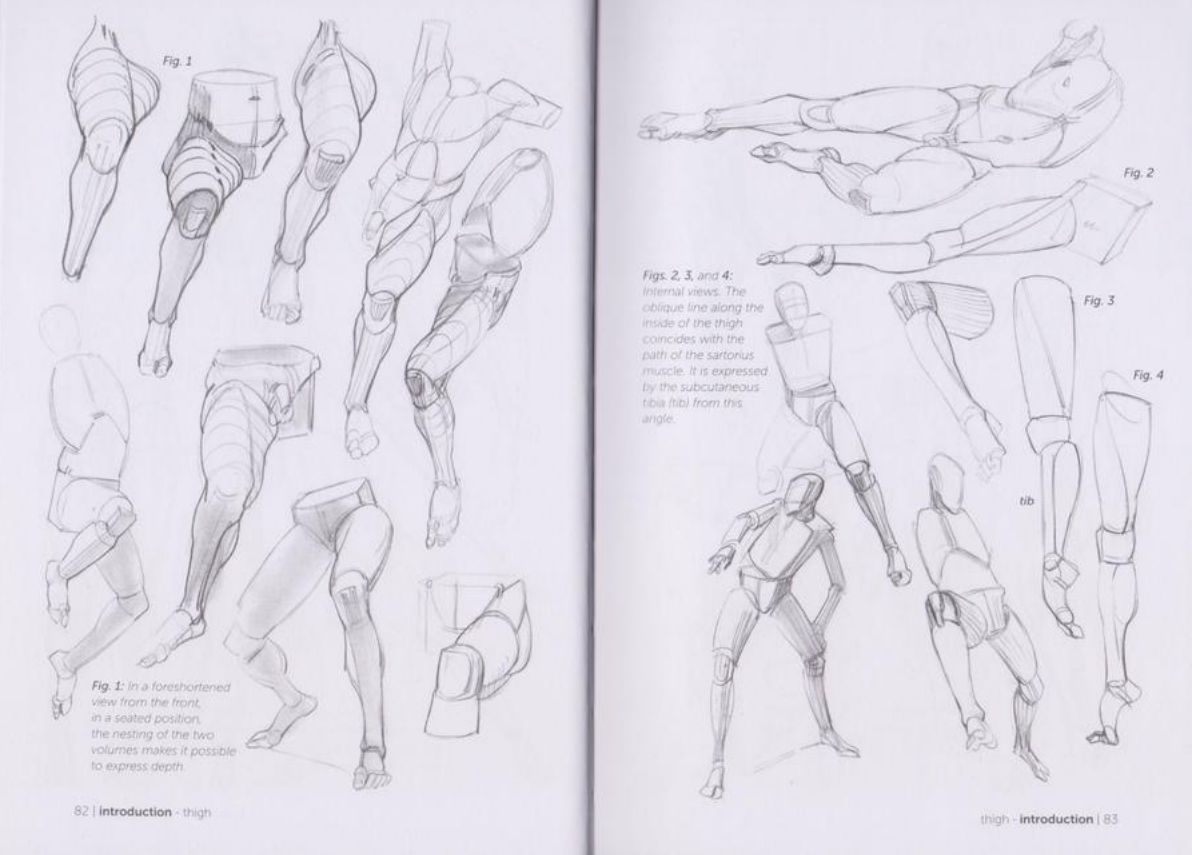 Fig. 1
Fig. 1: In a foreshortened
view from the front,
in a seated position,
the nesting of the two
volumes makes it possible
to express depth.
82 | introduction - thigh
Fig. 2
Figs. 2, 3, and 4:
Internal views. The
oblique line along the
inside of the thigh
coincides with the
path of the sartorius
muscle. It is expressed
by the subcutaneous
tibia (tib) from this
angle.
Fig. 3
Fig. 4
tib
thigh - introduction | 83